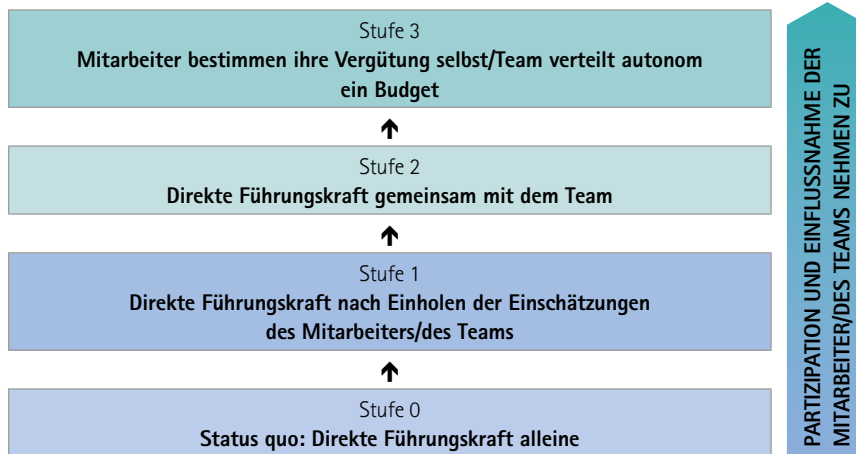 Stufe 3
Mitarbeiter bestimmen ihre Vergütung selbst/Team verteilt autonom
ein Budget
Stufe 2
Direkte Führungskraft gemeinsam mit dem Team
Stufe 1
Direkte Führungskraft nach Einholen der Einschätzungen
des Mitarbeiters/des Teams
Stufe 0
Status quo: Direkte Führungskraft alleine
PARTIZIPATION UND EINFLUSSNAHME DER
MITARBEITER/DES TEAMS NEHMEN ZU